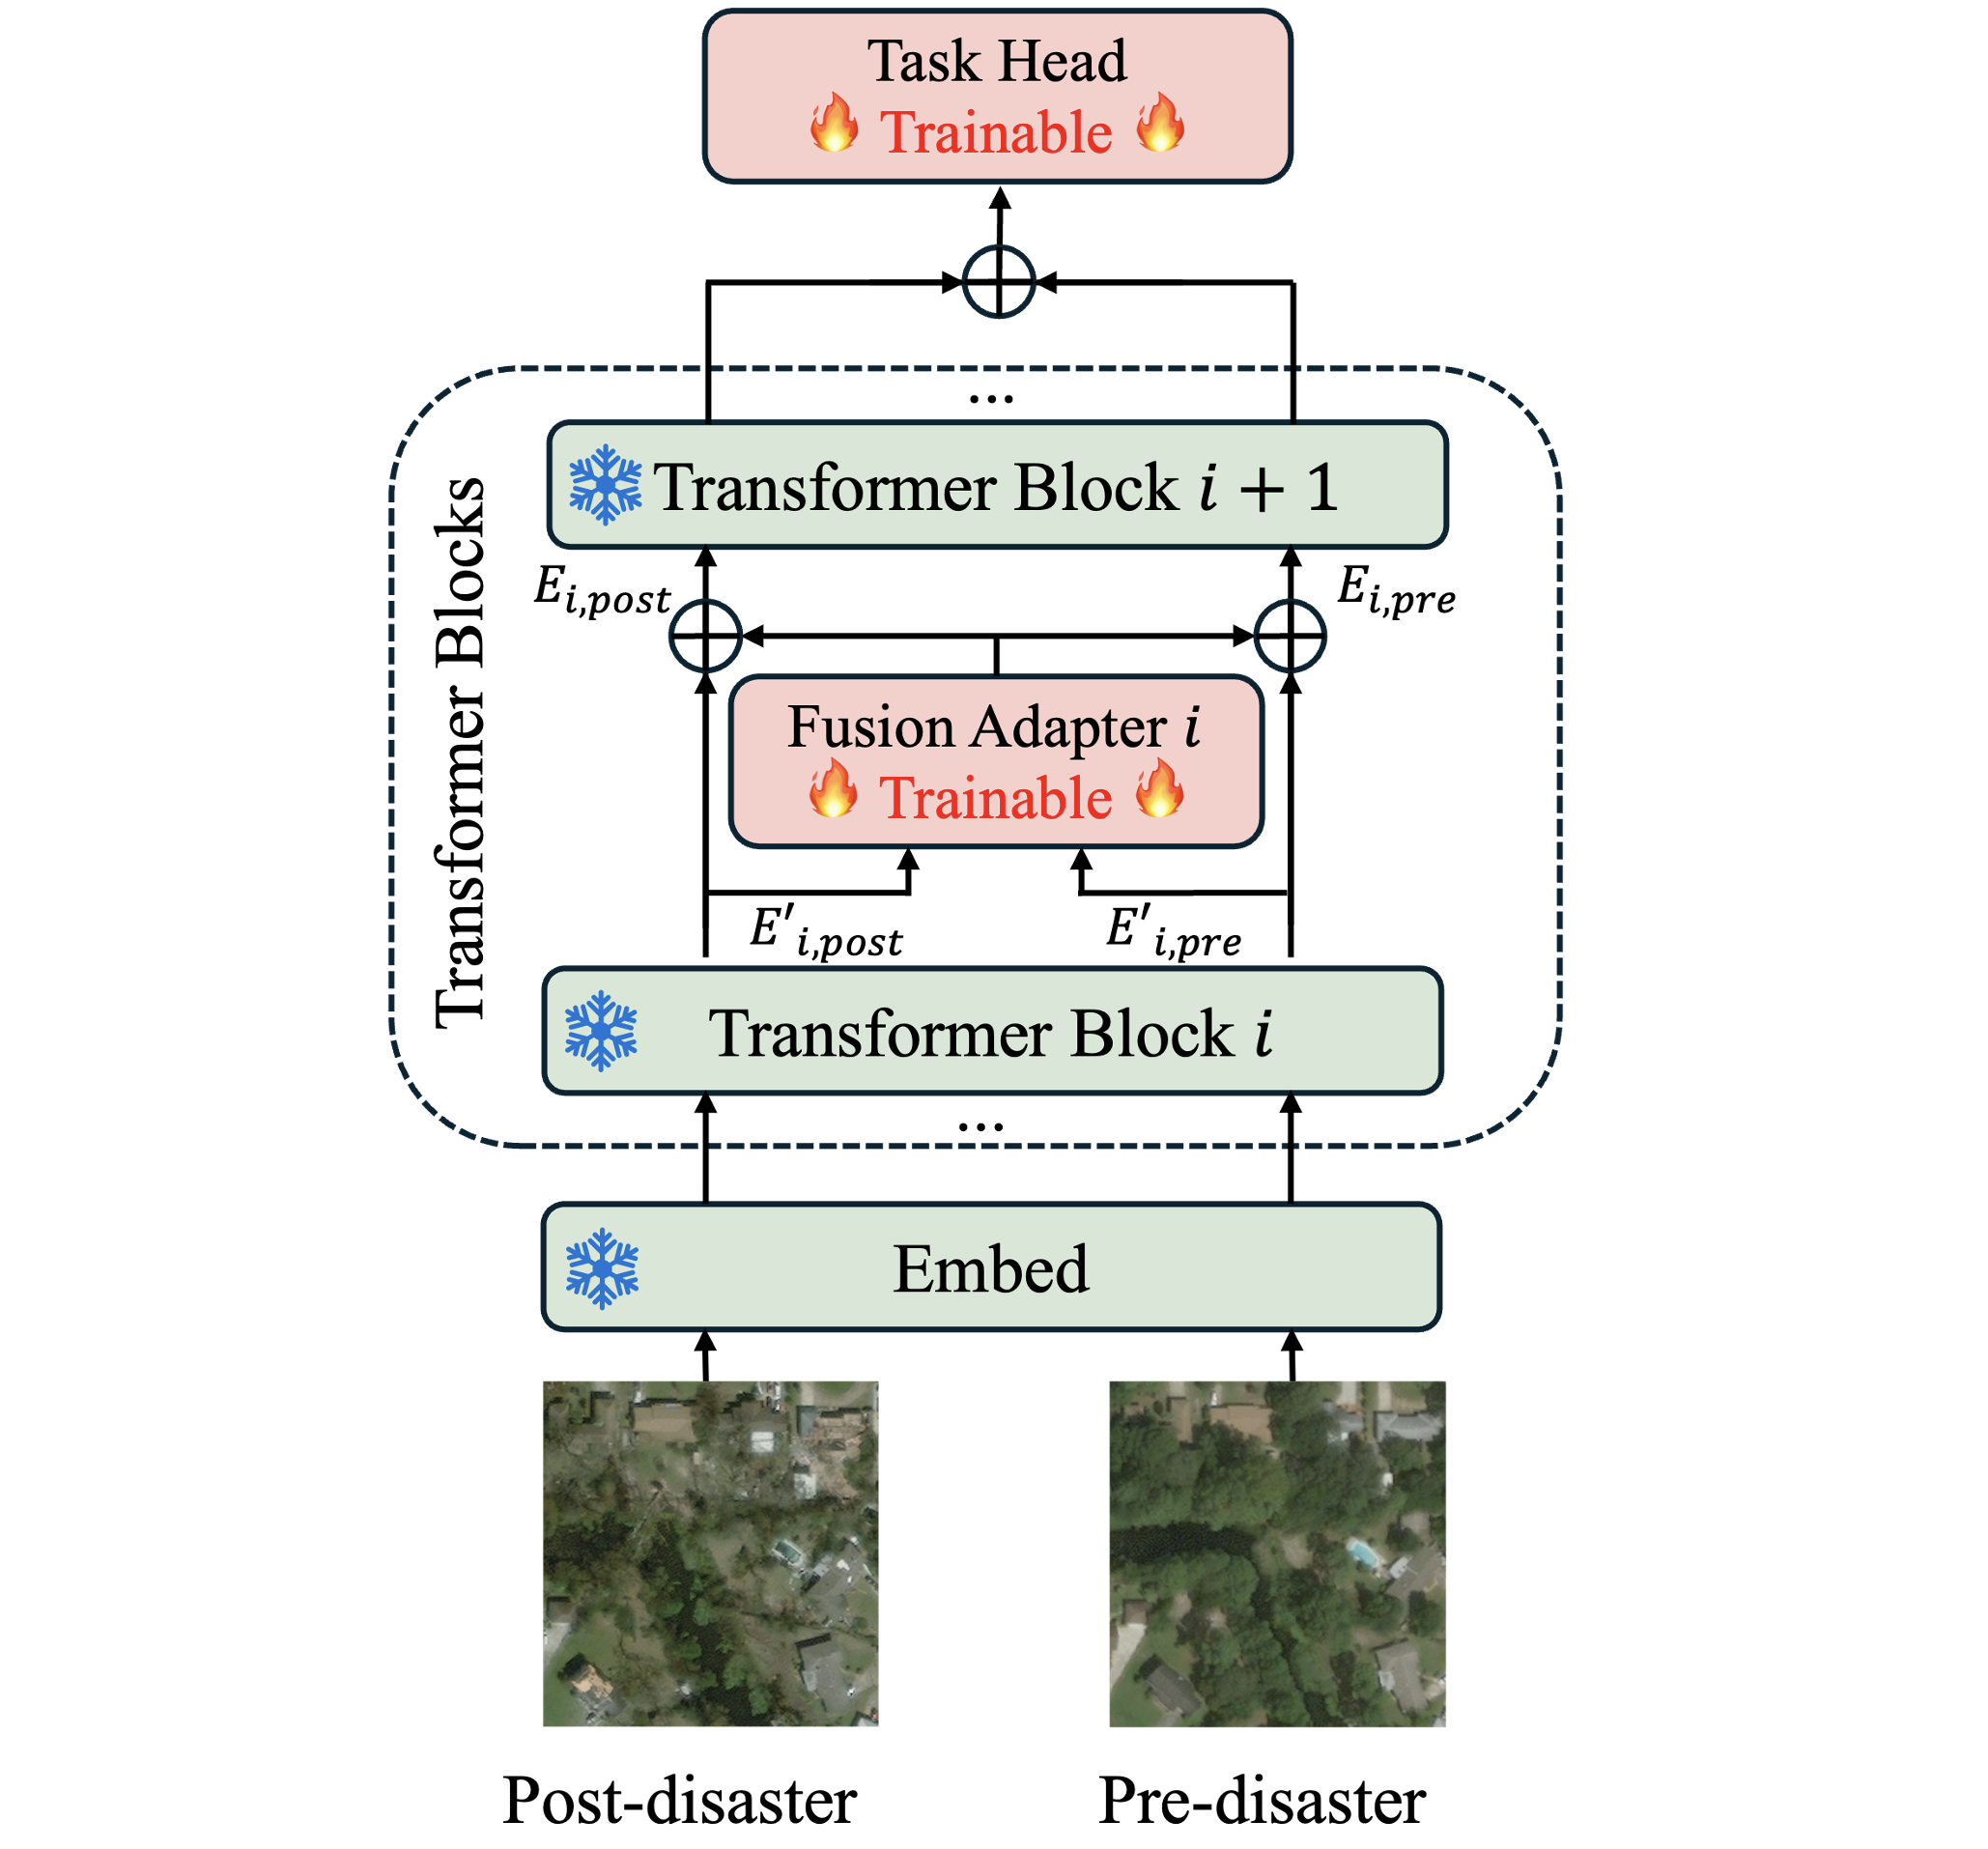 Task Head
Trainable
...
Transformer Blocks
Transformer Block i + 1
E_{i,post}
E_{i,pre}
Fusion Adapter i
Trainable
E'_{i,post}
E'_{i,pre}
Transformer Block i
...
Embed
Post-disaster
Pre-disaster